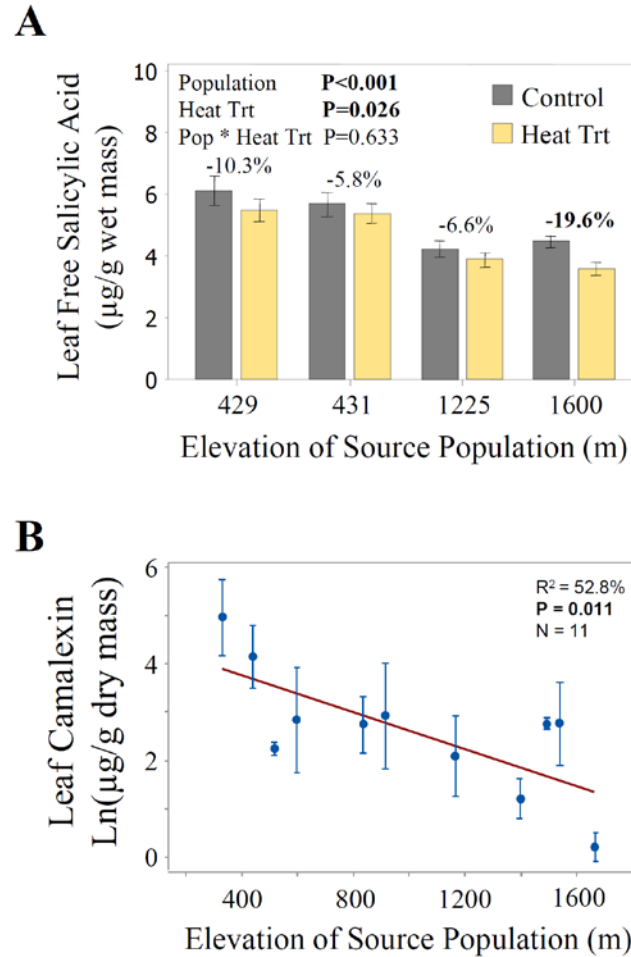 A
Leaf Free Salicylic Acid
(µg/g wet mass)
10
8
6
4
2
0
Population P<0.001
Heat Trt P=0.026
Pop * Heat Trt P=0.633
Control
Heat Trt
-10.3%
-5.8%
-6.6%
-19.6%
429 431 1225 1600
Elevation of Source Population (m)
B
Leaf Camalexin
Ln(µg/g dry mass)
6
4
2
0
R² = 52.8%
P = 0.011
N = 11
400 800 1200 1600
Elevation of Source Population (m)